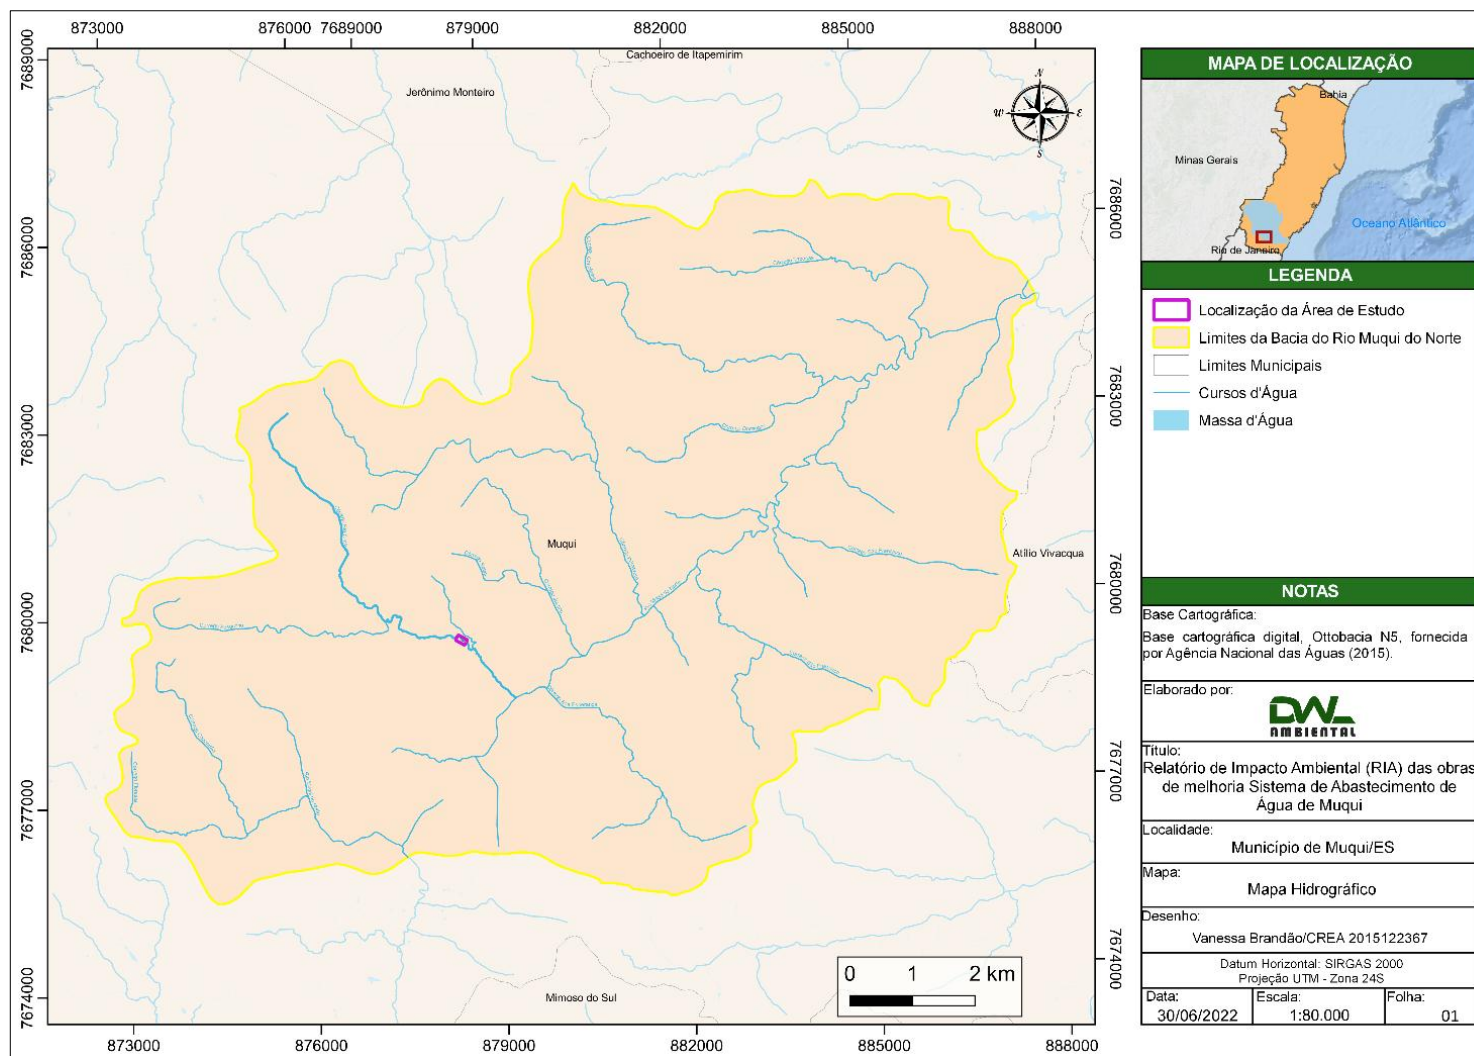 873000 876000 7689000 879000 882000 885000 888000
7689000
7686000
7683000
7680000
7677000
7674000
Cachoeiro de Itapemirim
Jerônimo Monteiro
N
W E
S
Muqui
Atílio Vivacqua
Mimoso do Sul
0 1 2 km
7686000
7683000
7680000
7677000
7674000
873000 876000 879000 882000 885000 888000
MAPA DE LOCALIZAÇÃO
Bahia
Minas Gerais
Oceano Atlântico
Rio de Janeiro
LEGENDA
Localização da Área de Estudo
Limites da Bacia do Rio Muqui do Norte
Limites Municipais
Cursos d'Água
Massa d'Água
NOTAS
Base Cartográfica:
Base cartográfica digital, Ottobacia N5, fornecida
por Agência Nacional das Águas (2015).
Elaborado por:
DWL
AMBIENTAL
Título:
Relatório de Impacto Ambiental (RIA) das obras
de melhoria Sistema de Abastecimento de
Água de Muqui
Localidade:
Município de Muqui/ES
Mapa:
Mapa Hidrográfico
Desenho:
Vanessa Brandão/CREA 2015122367
Datum Horizontal: SIRGAS 2000
Projeção UTM - Zona 24S
Data: Escala: Folha:
30/06/2022 1:80.000 01